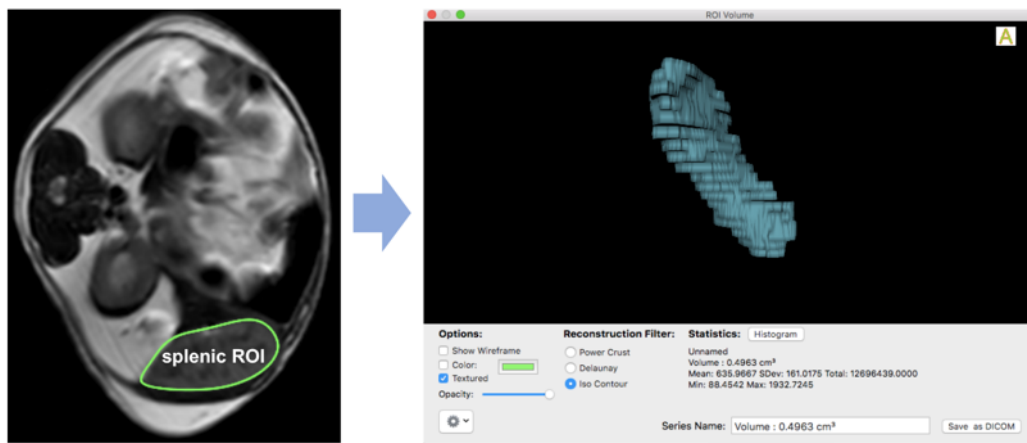 splenic ROI
ROI Volume
A
Options:
Show Wireframe
Color:
Textured
Opacity:
Reconstruction Filter:
Power Crust
Delaunay
Iso Contour
Statistics: Histogram
Unnamed
Volume : 0.4963 cm³
Mean: 635.9667 SDev: 161.0175 Total: 12696439.0000
Min: 88.4542 Max: 1932.7245
Series Name: Volume : 0.4963 cm³ Save as DICOM